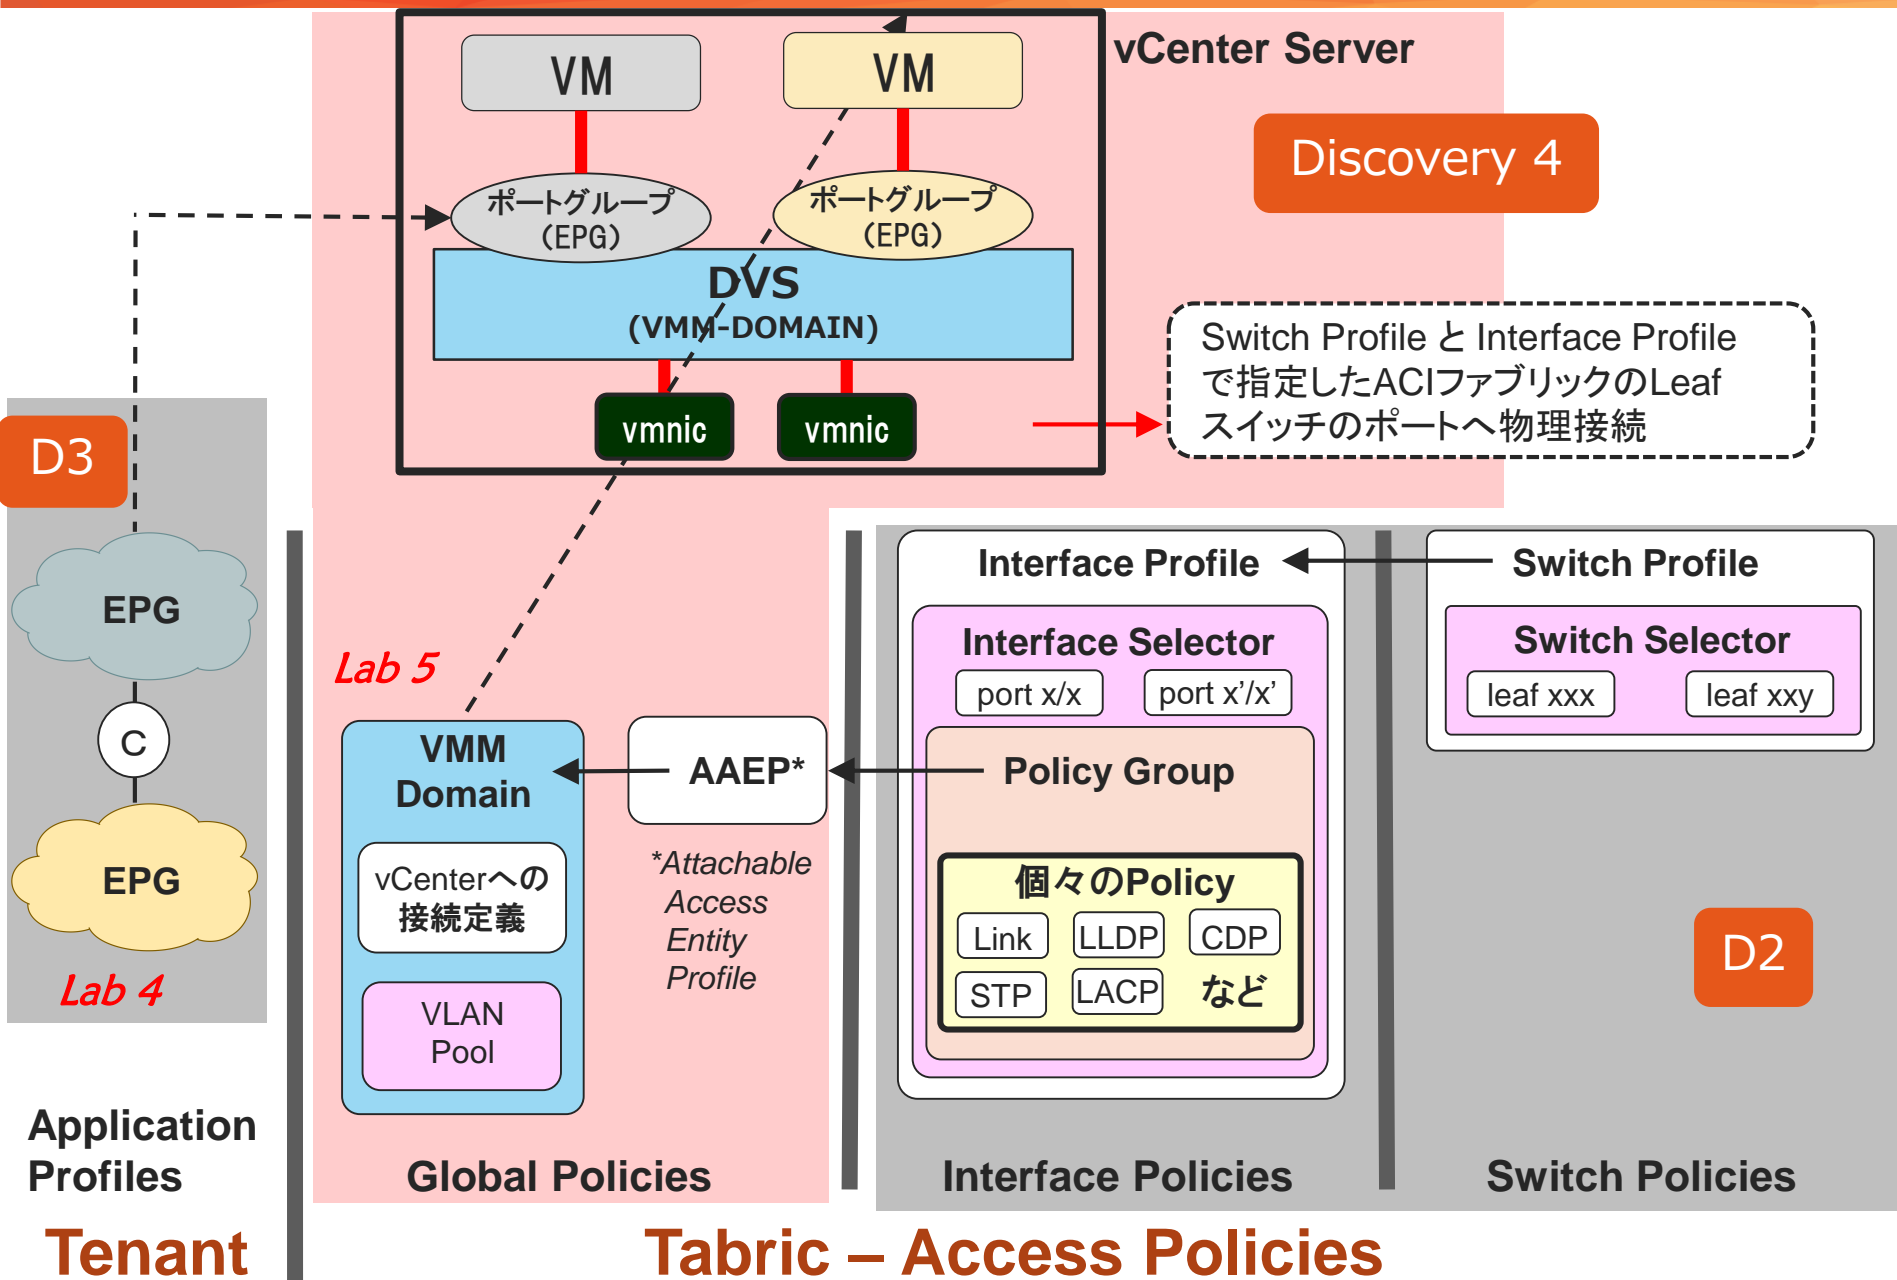 vCenter Server
VM
VM
Discovery 4
ポートグループ
(EPG)
ポートグループ
(EPG)
DVS
(VMM-DOMAIN)
vmnic
vmnic
Switch Profile と Interface Profile
で指定したACIファブリックのLeaf
スイッチのポートへ物理接続
D3
EPG
C
EPG
Lab 4
Application
Profiles
Tenant
Lab 5
VMM
Domain
vCenterへの
接続定義
VLAN
Pool
AAEP*
*Attachable
Access
Entity
Profile
Global Policies
Interface Profile
Interface Selector
port x/x
port x’/x’
Policy Group
個々のPolicy
Link
LLDP
CDP
STP
LACP
など
Interface Policies
Switch Profile
Switch Selector
leaf xxx
leaf xxy
D2
Switch Policies
Tabric – Access Policies